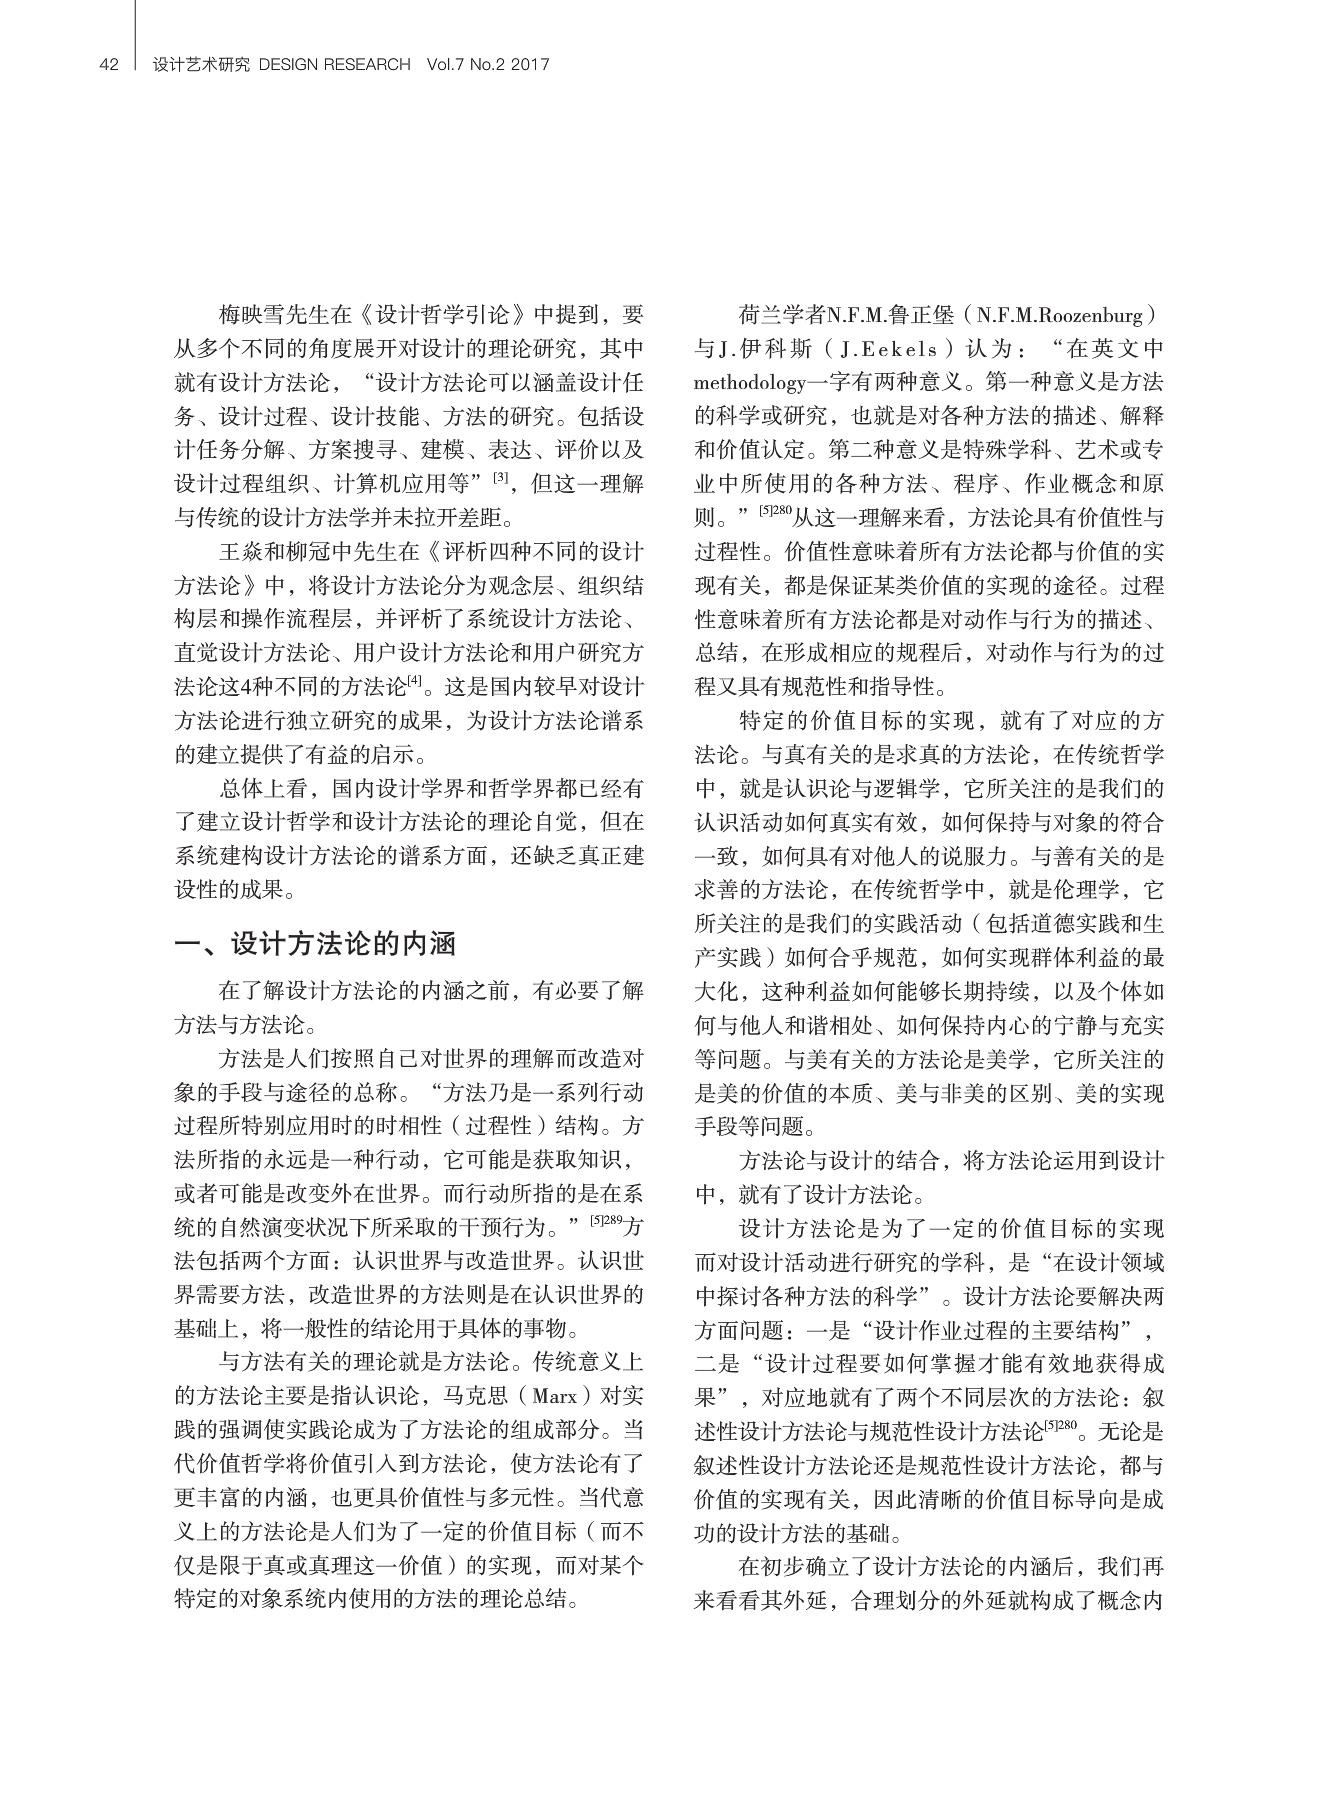 42 设计艺术研究 DESIGN RESEARCH Vol.7 No.2 2017
梅映雪先生在《设计哲学引论》中提到，要
从多个不同的角度展开对设计的理论研究，其中
就有设计方法论，“设计方法论可以涵盖设计任
务、设计过程、设计技能、方法的研究。包括设
计任务分解、方案搜寻、建模、表达、评价以及
设计过程组织、计算机应用等”[3]，但这一理解
与传统的设计方法学并未拉开差距。
王焱和柳冠中先生在《评析四种不同的设计
方法论》中，将设计方法论分为观念层、组织结
构层和操作流程层，并评析了系统设计方法论、
直觉设计方法论、用户设计方法论和用户研究方
法论这4种不同的方法论[4]。这是国内较早对设计
方法论进行独立研究的成果，为设计方法论谱系
的建立提供了有益的启示。
总体上看，国内设计学界和哲学界都已经有
了建立设计哲学和设计方法论的理论自觉，但在
系统建构设计方法论的谱系方面，还缺乏真正建
设性的成果。
一、设计方法论的内涵
在了解设计方法论的内涵之前，有必要了解
方法与方法论。
方法是人们按照自己对世界的理解而改造对
象的手段与途径的总称。“方法乃是一系列行动
过程所特别应用时的时相性（过程性）结构。方
法所指的永远是一种行动，它可能是获取知识，
或者可能是改变外在世界。而行动所指的是在系
统的自然演变状况下所采取的干预行为。”[5]289方
法包括两个方面：认识世界与改造世界。认识世
界需要方法，改造世界的方法则是在认识世界的
基础上，将一般性的结论用于具体的事物。
与方法有关的理论就是方法论。传统意义上
的方法论主要是指认识论，马克思（Marx）对实
践的强调使实践论成为了方法论的组成部分。当
代价值哲学将价值引入到方法论，使方法论有了
更丰富的内涵，也更具价值性与多元性。当代意
义上的方法论是人们为了一定的价值目标（而不
仅是限于真或真理这一价值）的实现，而对某个
特定的对象系统内使用的方法的理论总结。
荷兰学者N.F.M.鲁正堡（N.F.M.Roozenburg）
与J.伊科斯（J.Eekels）认为：“在英文中
methodology一字有两种意义。第一种意义是方法
的科学或研究，也就是对各种方法的描述、解释
和价值认定。第二种意义是特殊学科、艺术或专
业中所使用的各种方法、程序、作业概念和原
则。”[5]280从这一理解来看，方法论具有价值性与
过程性。价值性意味着所有方法论都与价值的实
现有关，都是保证某类价值的实现的途径。过程
性意味着所有方法论都是对动作与行为的描述、
总结，在形成相应的规程后，对动作与行为的过
程又具有规范性和指导性。
特定的价值目标的实现，就有了对应的方
法论。与真有关的是求真的方法论，在传统哲学
中，就是认识论与逻辑学，它所关注的是我们的
认识活动如何真实有效，如何保持与对象的符合
一致，如何具有对他人的说服力。与善有关的是
求善的方法论，在传统哲学中，就是伦理学，它
所关注的是我们的实践活动（包括道德实践和生
产实践）如何合乎规范，如何实现群体利益的最
大化，这种利益如何能够长期持续，以及个体如
何与他人和谐相处、如何保持内心的宁静与充实
等问题。与美有关的方法论是美学，它所关注的
是美的价值的本质、美与非美的区别、美的实现
手段等问题。
方法论与设计的结合，将方法论运用到设计
中，就有了设计方法论。
设计方法论是为了一定的价值目标的实现
而对设计活动进行研究的学科，是“在设计领域
中探讨各种方法的科学”。设计方法论要解决两
方面问题：一是“设计作业过程的主要结构”，
二是“设计过程要如何掌握才能有效地获得成
果”，对应地就有了两个不同层次的方法论：叙
述性设计方法论与规范性设计方法论[5]280。无论是
叙述性设计方法论还是规范性设计方法论，都与
价值的实现有关，因此清晰的价值目标导向是成
功的设计方法的基础。
在初步确立了设计方法论的内涵后，我们再
来看看其外延，合理划分的外延就构成了概念内